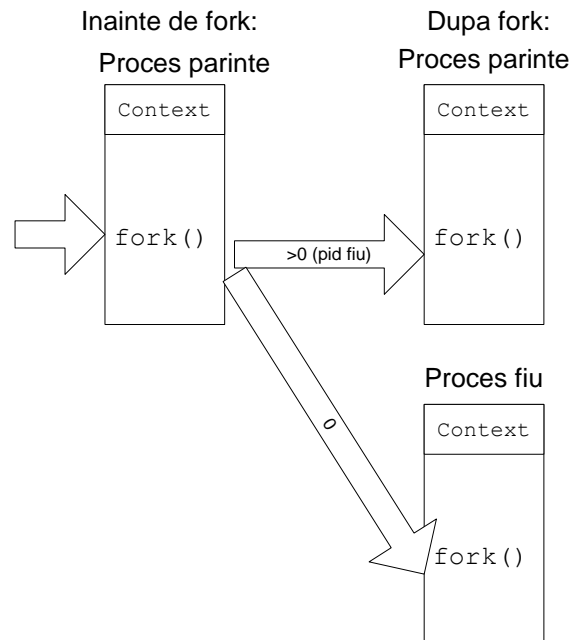 Inainte de fork:
Proces parinte
Context
fork()
>0 (pid fiu)
0
Dupa fork:
Proces parinte
Context
fork()
Proces fiu
Context
fork()